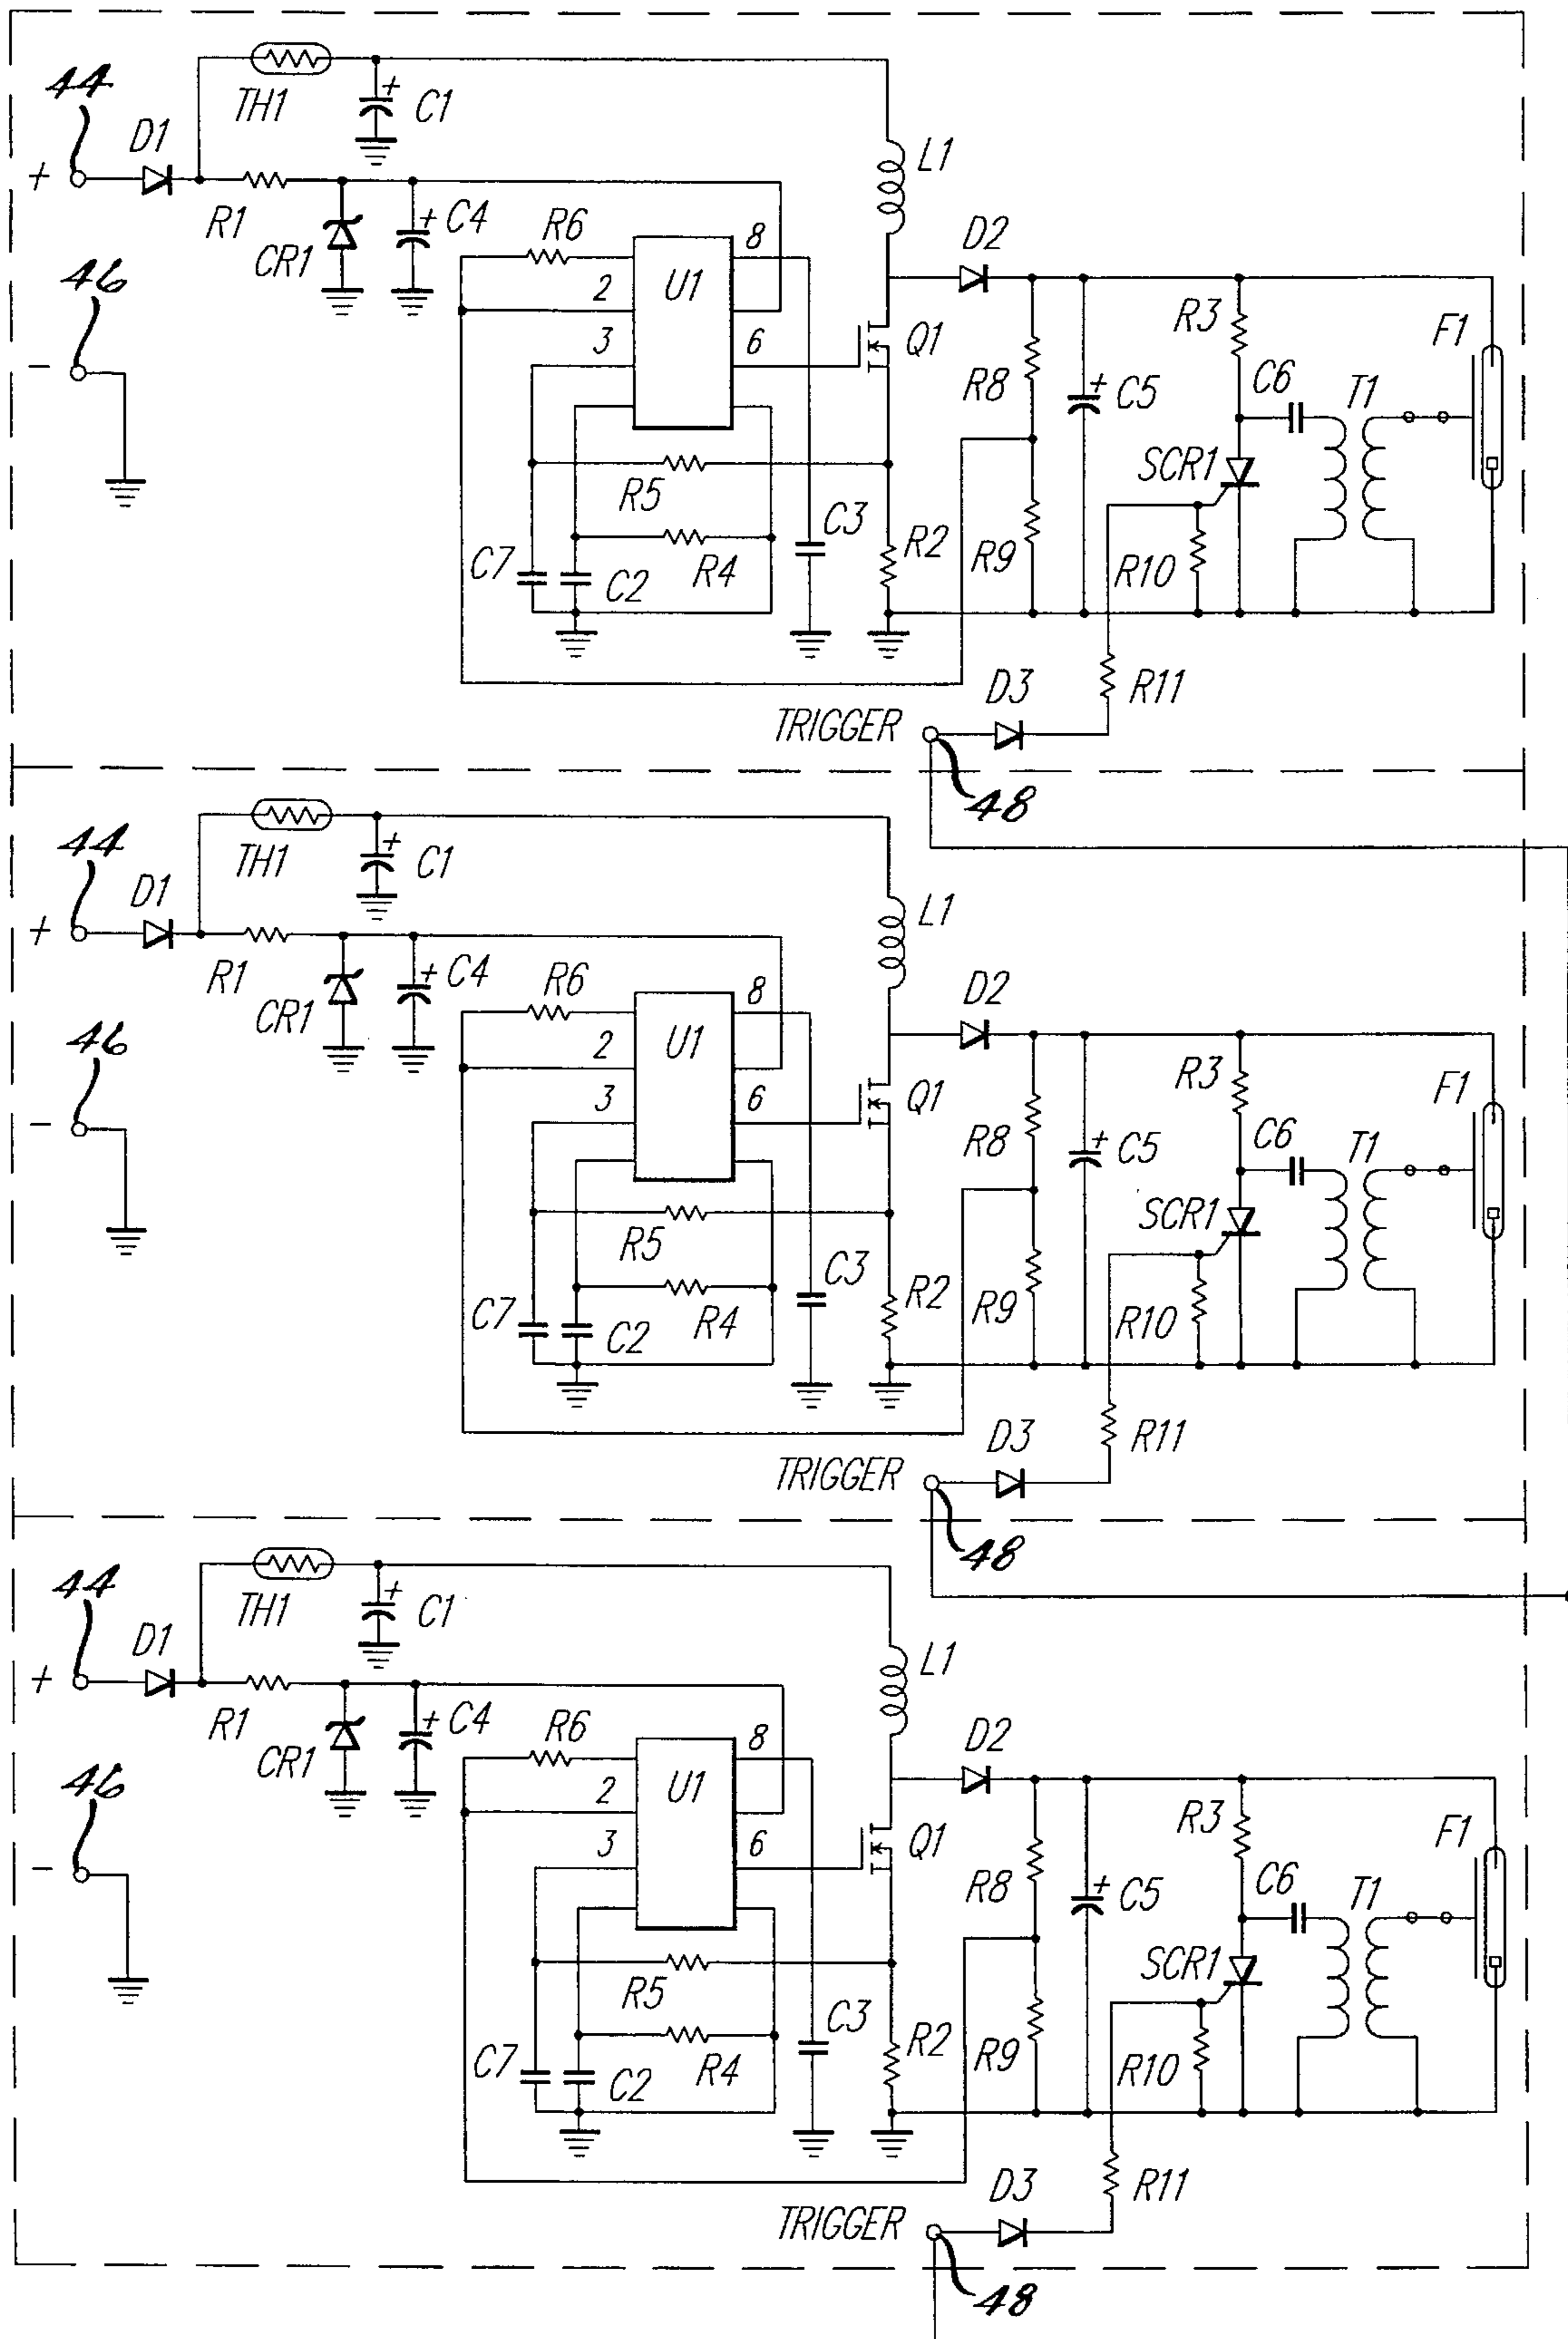 44
+
D1
TH1
+
C1
L1
R1
CR1
+ C4
46
-
R6
8
2
U1
3
6
Q1
D2
R3
F1
R8
+
C5
C6
T1
SCR1
R5
C3
R2
R9
R10
C7
C2
R4
R11
D3
TRIGGER
48
44
+
D1
TH1
+
C1
L1
R1
CR1
+ C4
46
-
R6
8
2
U1
3
6
Q1
D2
R3
F1
R8
+
C5
C6
T1
SCR1
R5
C3
R2
R9
R10
C7
C2
R4
R11
D3
TRIGGER
48
44
+
D1
TH1
+
C1
L1
R1
CR1
+ C4
46
-
R6
8
2
U1
3
6
Q1
D2
R3
F1
R8
+
C5
C6
T1
SCR1
R5
C3
R2
R9
R10
C7
C2
R4
R11
D3
TRIGGER
48